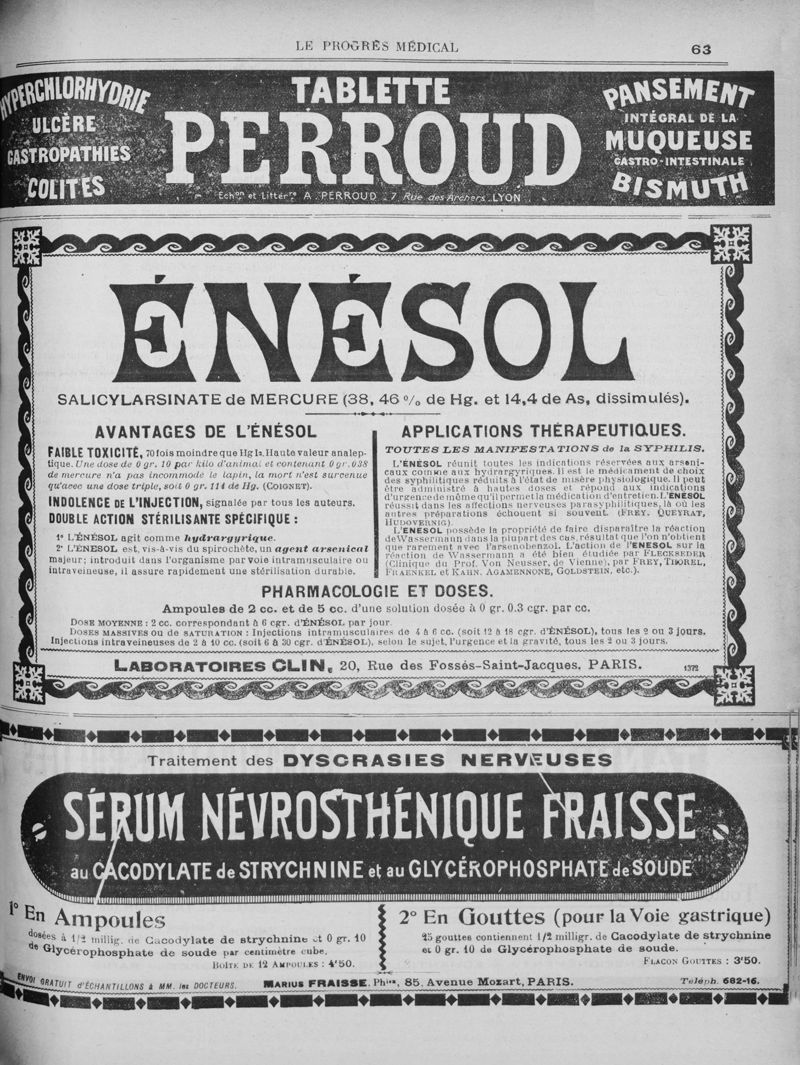 LE PROGRÈS MÉDICAL
63
HYPERCHLORHYDRIE
ULCÈRE
GASTROPATHIES
COLITES
TABLETTE
PERROUD
Echon et Littére A. PERROUD . 7 Rue des Archers . LYON
PANSEMENT
INTÉGRAL DE LA
MUQUEUSE
GASTRO-INTESTINALE
BISMUTH
ÉNÉSOL
SALICYLARSINATE de MERCURE (38, 46 % de Hg. et 14,4 de As, dissimulés).
AVANTAGES DE L'ÉNÉSOL
FAIBLE TOXICITÉ, 70 fois moindre que Hg I2. Haute valeur analep-
tique. Une dose de 0 gr. 10 par kilo d'animal et contenant 0 gr. 038
de mercure n'a pas incommodé le lapin, la mort n'est survenue
qu'avec une dose triple, soit 0 gr. 114 de Hg. (COIGNET).
INDOLENCE DE L'INJECTION, signalée par tous les auteurs.
DOUBLE ACTION STÉRILISANTE SPÉCIFIQUE :
1° L'ÉNÉSOL agit comme hydrargyrique.
2° L'ÉNÉSOL est, vis-à-vis du spirochète, un agent arsenical
majeur; introduit dans l'organisme par voie intramusculaire ou
intraveineuse, il assure rapidement une stérilisation durable.
APPLICATIONS THÉRAPEUTIQUES.
TOUTES LES MANIFESTATIONS de la SYPHILIS.
L'ÉNÉSOL réunit toutes les indications réservées aux arseni-
caux comme aux hydrargyriques. Il est le médicament de choix
des syphilitiques réduits à l'état de misère physiologique. Il peut
être administré à hautes doses et répond aux indications
d'urgence de même qu'il permet la médication d'entretien. L'ÉNÉSOL
réussit dans les affections nerveuses parasyphilitiques, là où les
autres préparations échouent si souvent. (FREY, QUEYRAT,
HUDOVERNIG).
L'ÉNÉSOL possède la propriété de faire disparaître la réaction
de Wassermann dans la plupart des cas, résultat que l'on n'obtient
que rarement avec l'arsenobenzol. L'action de l'ÉNÉSOL sur la
réaction de Wassermann a été bien étudiée par FLECKSEDER
(Clinique du Prof. Von Neusser, de Vienne), par FREY, THOREL,
FRAENKEL et KAHN, AGAMENNONE, GOLDSTEIN, etc.).
PHARMACOLOGIE ET DOSES.
Ampoules de 2 cc. et de 5 cc. d'une solution dosée à 0 gr. 0.3 cgr. par cc.
DOSE MOYENNE : 2 cc. correspondant à 6 cgr. d'ÉNÉSOL par jour.
DOSES MASSIVES ou de SATURATION : Injections intramusculaires de 4 à 6 cc. (soit 12 à 18 cgr. d'ÉNÉSOL), tous les 2 ou 3 jours.
Injections intraveineuses de 2 à 10 cc. (soit 6 à 30 cgr. d'ÉNÉSOL), selon le sujet, l'urgence et la gravité, tous les 2 ou 3 jours.
LABORATOIRES CLIN, 20, Rue des Fossés-Saint-Jacques, PARIS. 1372
Traitement des DYSCRASIES NERVEUSES
SÉRUM NÉVROSTHÉNIQUE FRAISSE
au CACODYLATE de STRYCHNINE et au GLYCÉROPHOSPHATE de SOUDE
1° En Ampoules
dosées à 1/2 millig. de Cacodylate de strychnine et 0 gr. 10
de Glycérophosphate de soude par centimètre cube.
BOÎTE DE 12 AMPOULES : 4'50.
2° En Gouttes (pour la Voie gastrique)
25 gouttes contiennent 1/2 milligr. de Cacodylate de strychnine
et 0 gr. 10 de Glycérophosphate de soude.
FLACON GOUTTES : 3'50.
ENVOI GRATUIT D'ÉCHANTILLONS à MM. les DOCTEURS.
MARIUS FRAISSE, Phien, 85, Avenue Mozart, PARIS.
Téléph. 682-16.